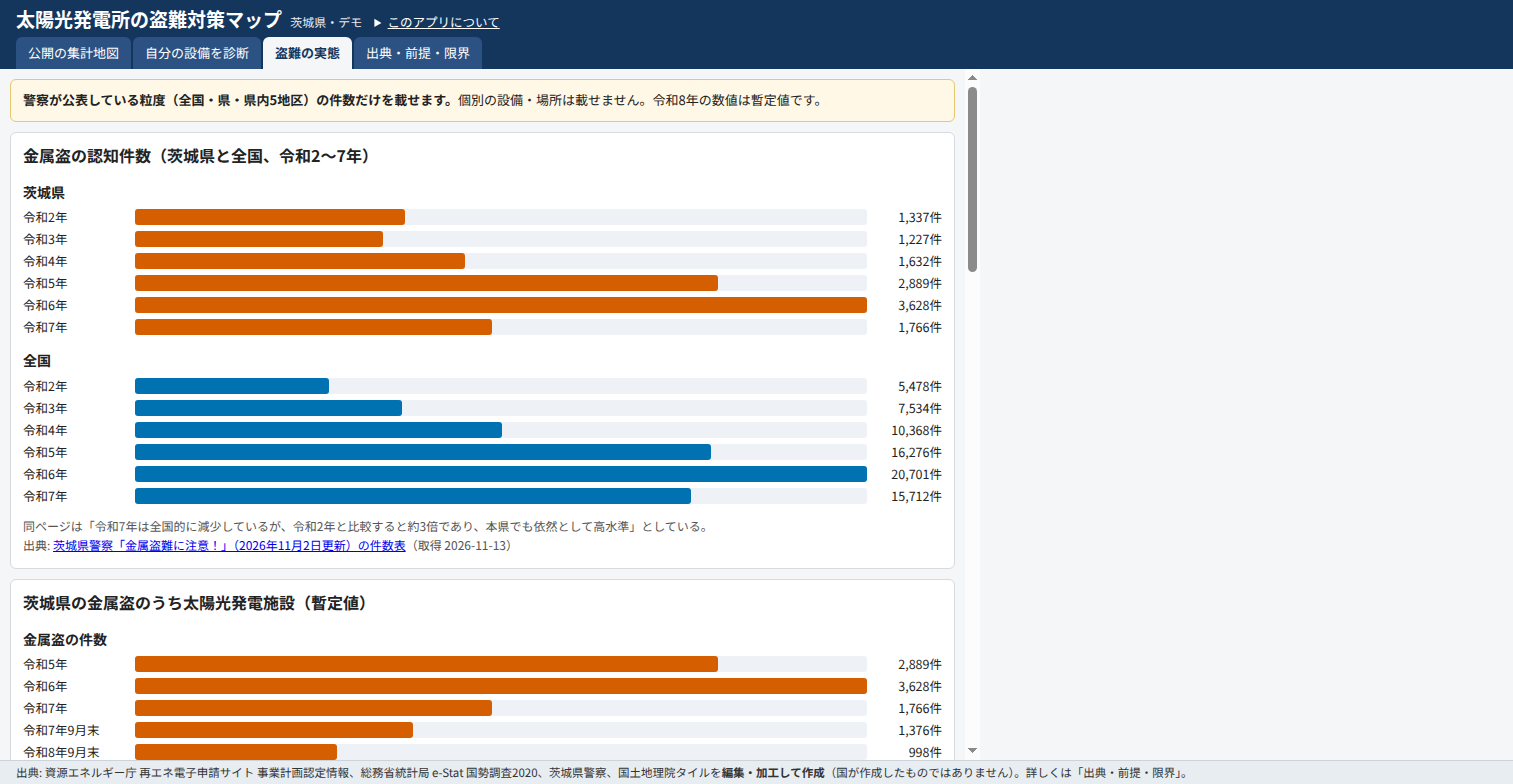 太陽光発電所の盗難対策マップ 茨城県・デモ ▶ このアプリについて
公開の集計地図 自分の設備を診断 盗難の実態 出典・前提・限界
警察が公表している粒度（全国・県・県内5地区）の件数だけを載せます。個別の設備・場所は載せません。令和8年の数値は暫定値です。
金属盗の認知件数（茨城県と全国、令和2〜7年）
茨城県
令和2年 1,337件
令和3年 1,227件
令和4年 1,632件
令和5年 2,889件
令和6年 3,628件
令和7年 1,766件
全国
令和2年 5,478件
令和3年 7,534件
令和4年 10,368件
令和5年 16,276件
令和6年 20,701件
令和7年 15,712件
同ページは「令和7年は全国的に減少しているが、令和2年と比較すると約3倍であり、本県でも依然として高水準」としている。
出典: 茨城県警察「金属盗難に注意！」（2026年11月2日更新）の件数表（取得 2026-11-13）
茨城県の金属盗のうち太陽光発電施設（暫定値）
金属盗の件数
令和5年 2,889件
令和6年 3,628件
令和7年 1,766件
令和7年9月末 1,376件
令和8年9月末 998件
出典: 資源エネルギー庁 再エネ電子申請サイト 事業計画認定情報、総務省統計局 e-Stat 国勢調査2020、茨城県警察、国土地理院タイルを編集・加工して作成（国が作成したものではありません）。詳しくは「出典・前提・限界」。